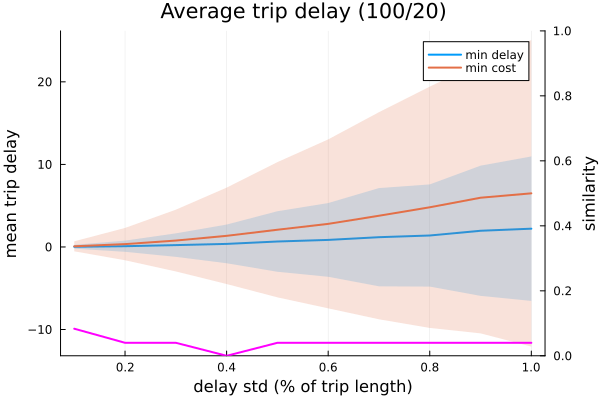 Average trip delay (100/20)
min delay
min cost
20
10
0
−10
mean trip delay
1.0
0.8
0.6
0.4
0.2
0.0
similarity
0.2
0.4
0.6
0.8
1.0
delay std (% of trip length)